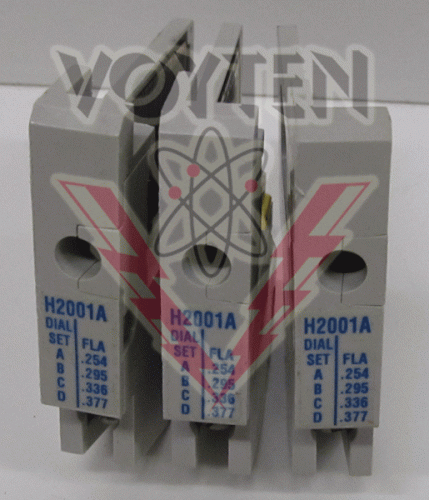 VOYTEN
H2001A
DIAL
SET FLA
A .254
B .295
C .336
D .377
H2001A
DIAL
SET FLA
A .254
B .295
C .336
D .377
H2001A
DIAL
SET FLA
A .254
B .295
C .336
D .377